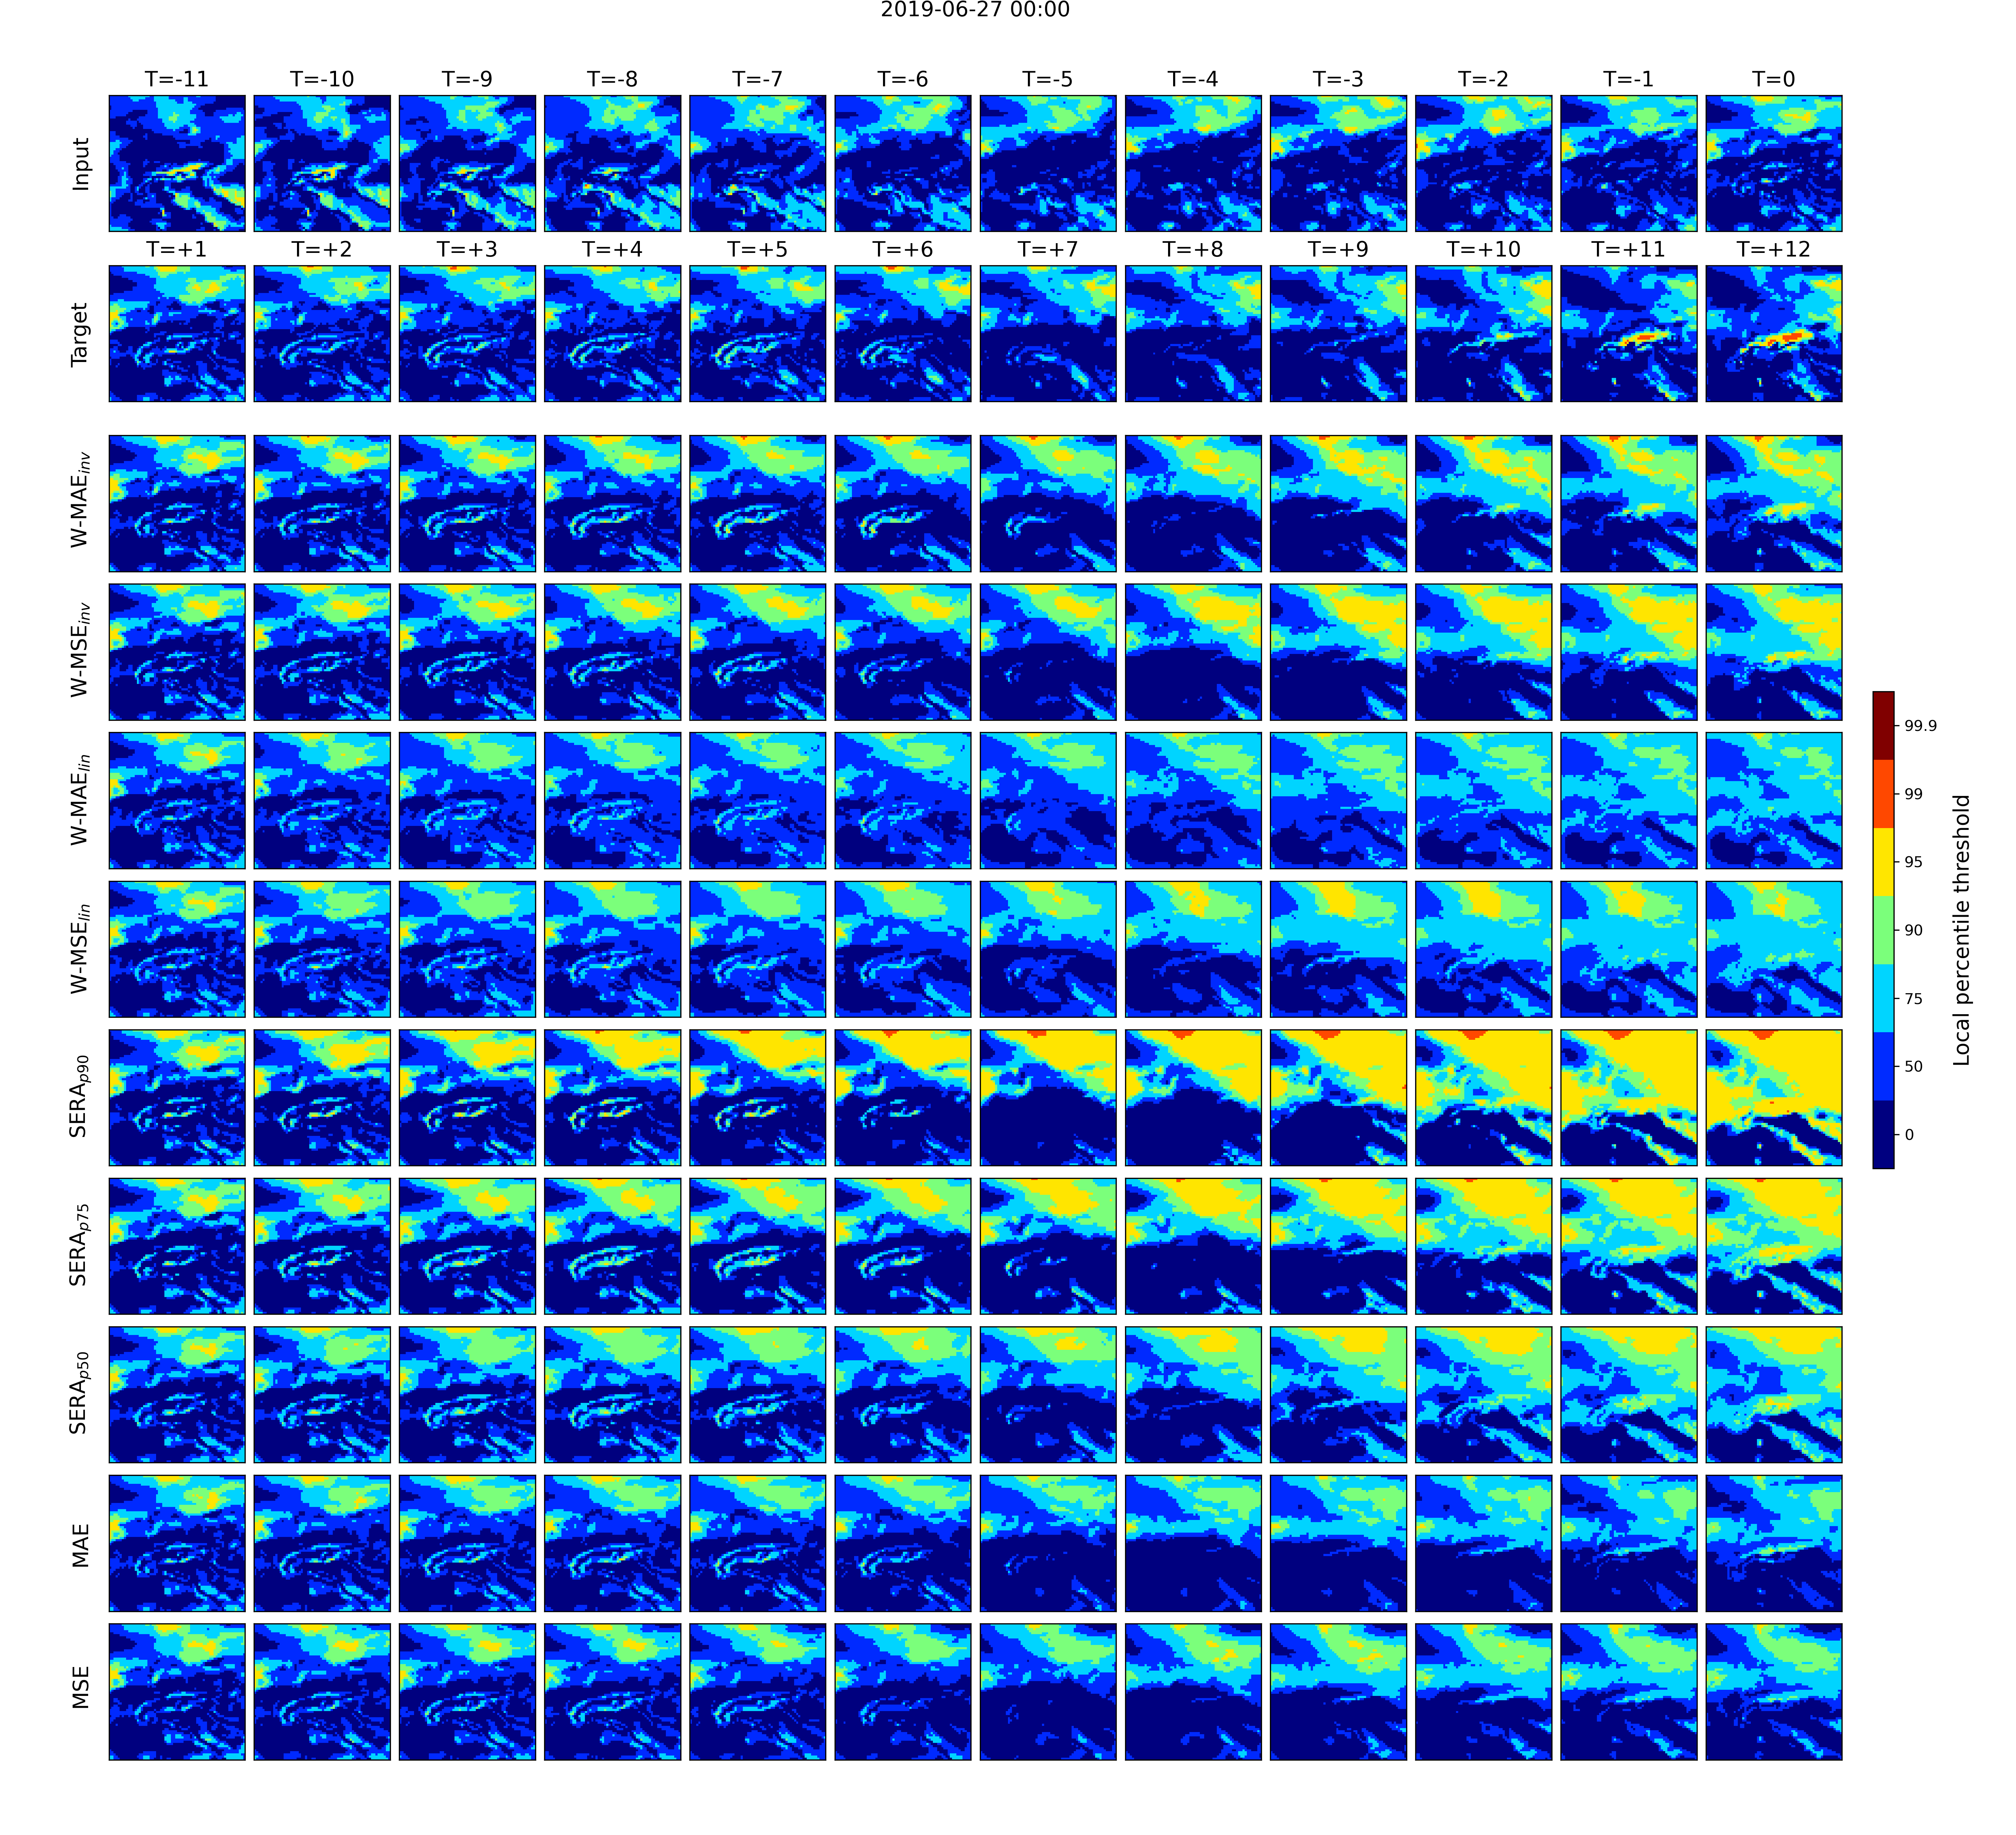 2019-06-27 00:00
T=-11 T=-10 T=-9 T=-8 T=-7 T=-6 T=-5 T=-4 T=-3 T=-2 T=-1 T=0
Input
T=+1 T=+2 T=+3 T=+4 T=+5 T=+6 T=+7 T=+8 T=+9 T=+10 T=+11 T=+12
Target
W-MAEinv
W-MSEinv
W-MAElin
W-MSElin
SERAp90
SERAp75
SERAp50
MAE
MSE
99.9
99
95
90
75
50
0
Local percentile threshold